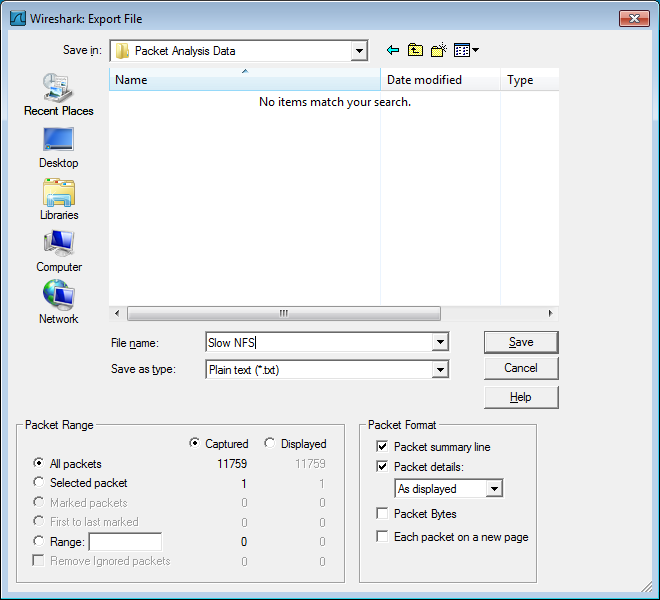 Wireshark: Export File
Save in: Packet Analysis Data
Name Date modified Type
No items match your search.
Recent Places
Desktop
Libraries
Computer
Network
File name: Slow NFS Save
Save as type: Plain text (*.txt) Cancel
Help
Packet Range
Captured Displayed
All packets 11759 11759
Selected packet 1 1
Marked packets 0 0
First to last marked 0 0
Range: 0 0
Remove Ignored packets 0 0
Packet Format
Packet summary line
Packet details:
As displayed
Packet Bytes
Each packet on a new page